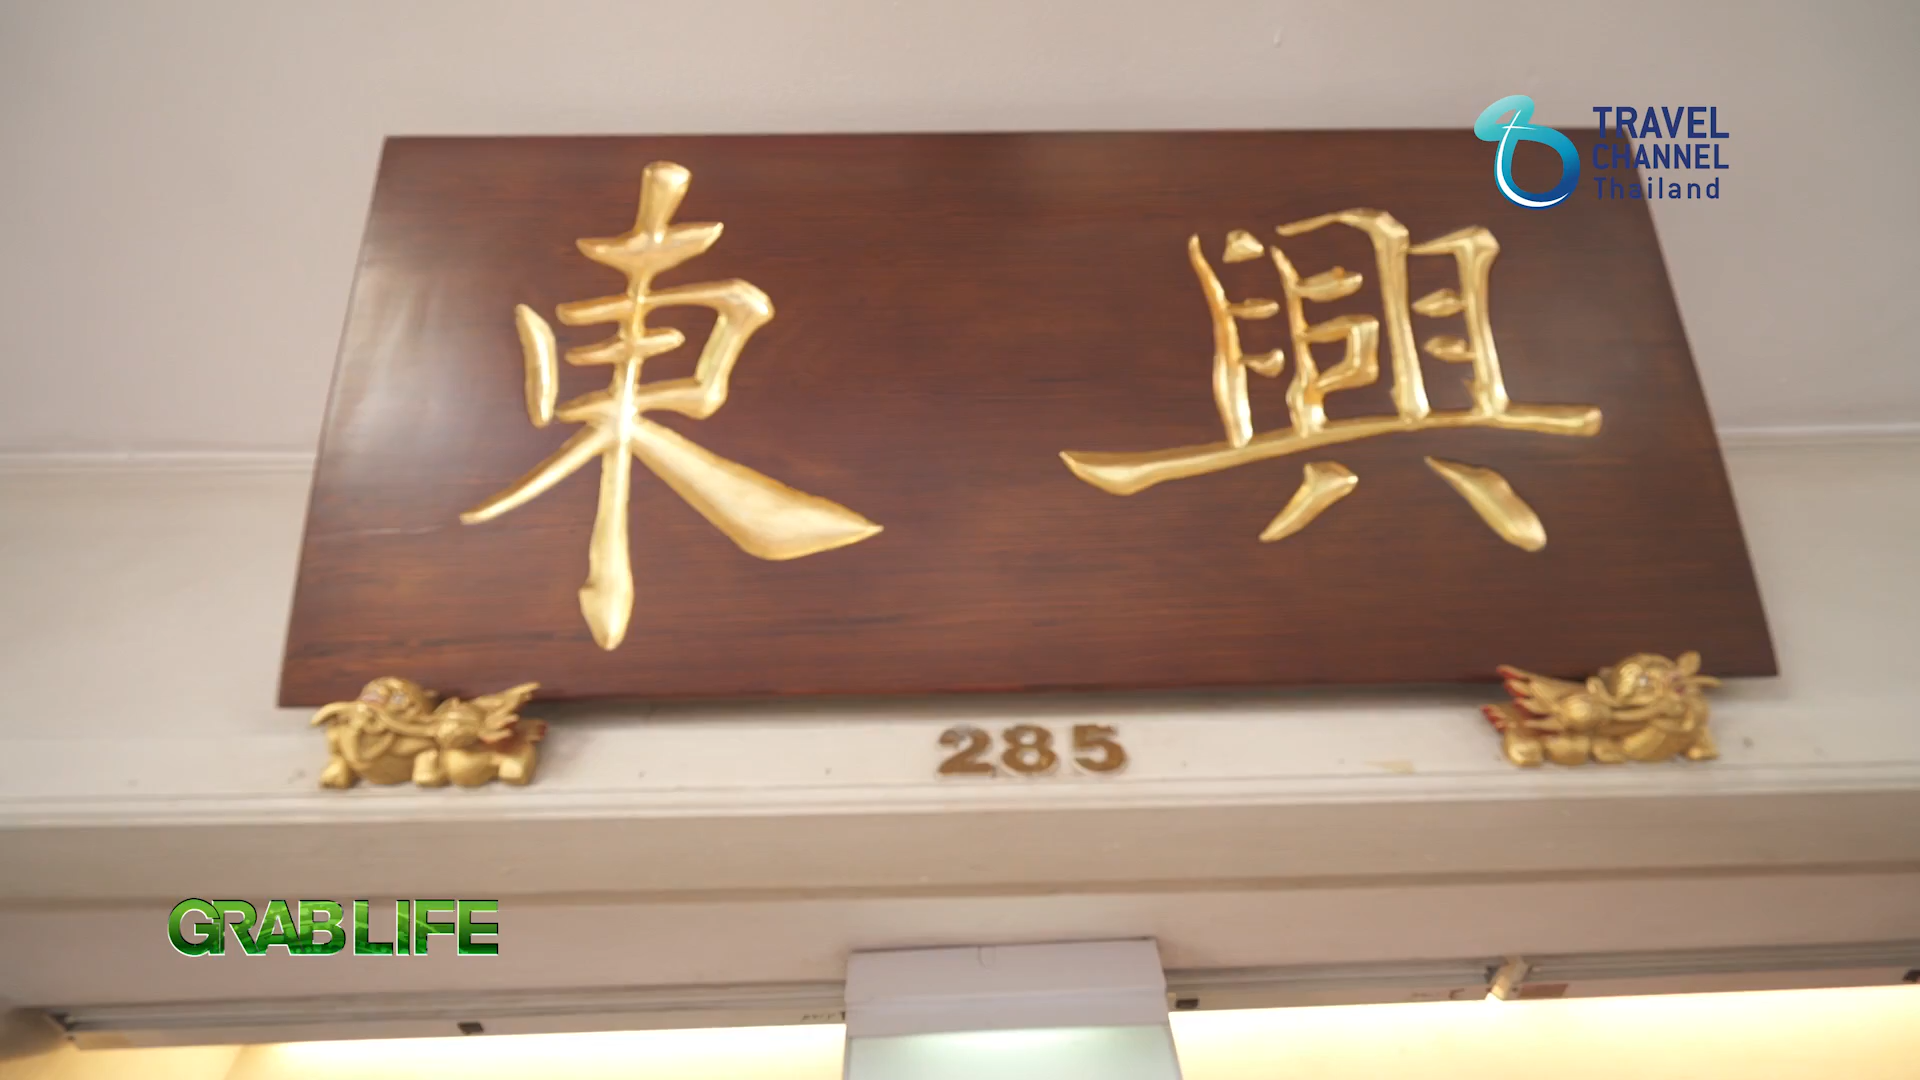 東 興
TRAVEL
CHANNEL
Thailand
285
GRAB LIFE